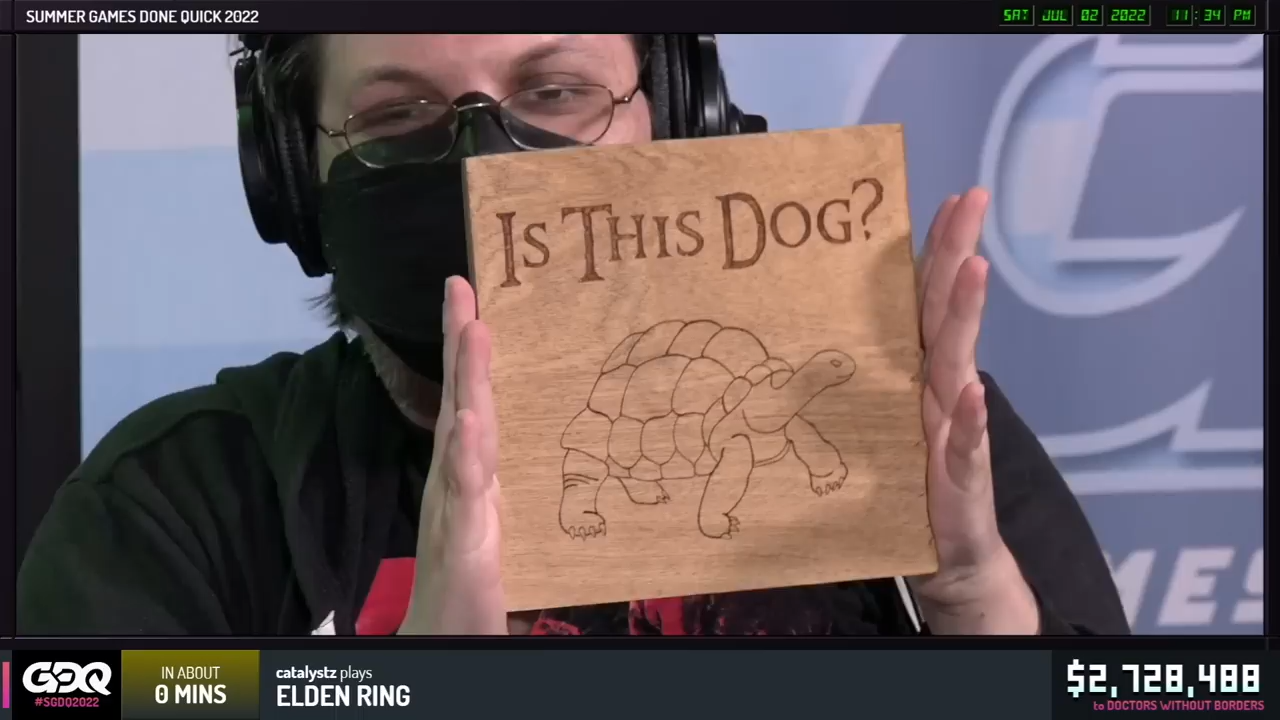 SUMMER GAMES DONE QUICK 2022
SAT JUL 02 2022 11:34 PM
IS THIS DOG?
MES
GDQ
#SGDQ2022
IN ABOUT
0 MINS
catalystz plays
ELDEN RING
$2,728,488
to DOCTORS WITHOUT BORDERS